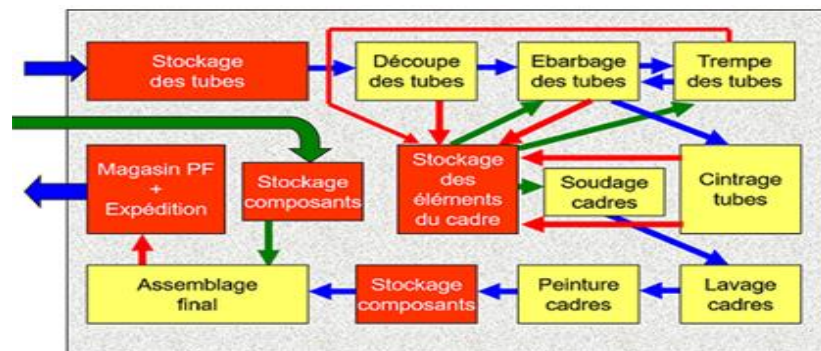 Stockage
des tubes
Découpe
des tubes
Ebarbage
des tubes
Trempe
des tubes
Magasin PF
+
Expédition
Stockage
composants
Stockage
des
éléments
du cadre
Soudage
cadres
Cintrage
tubes
Assemblage
final
Stockage
composants
Peinture
cadres
Lavage
cadres